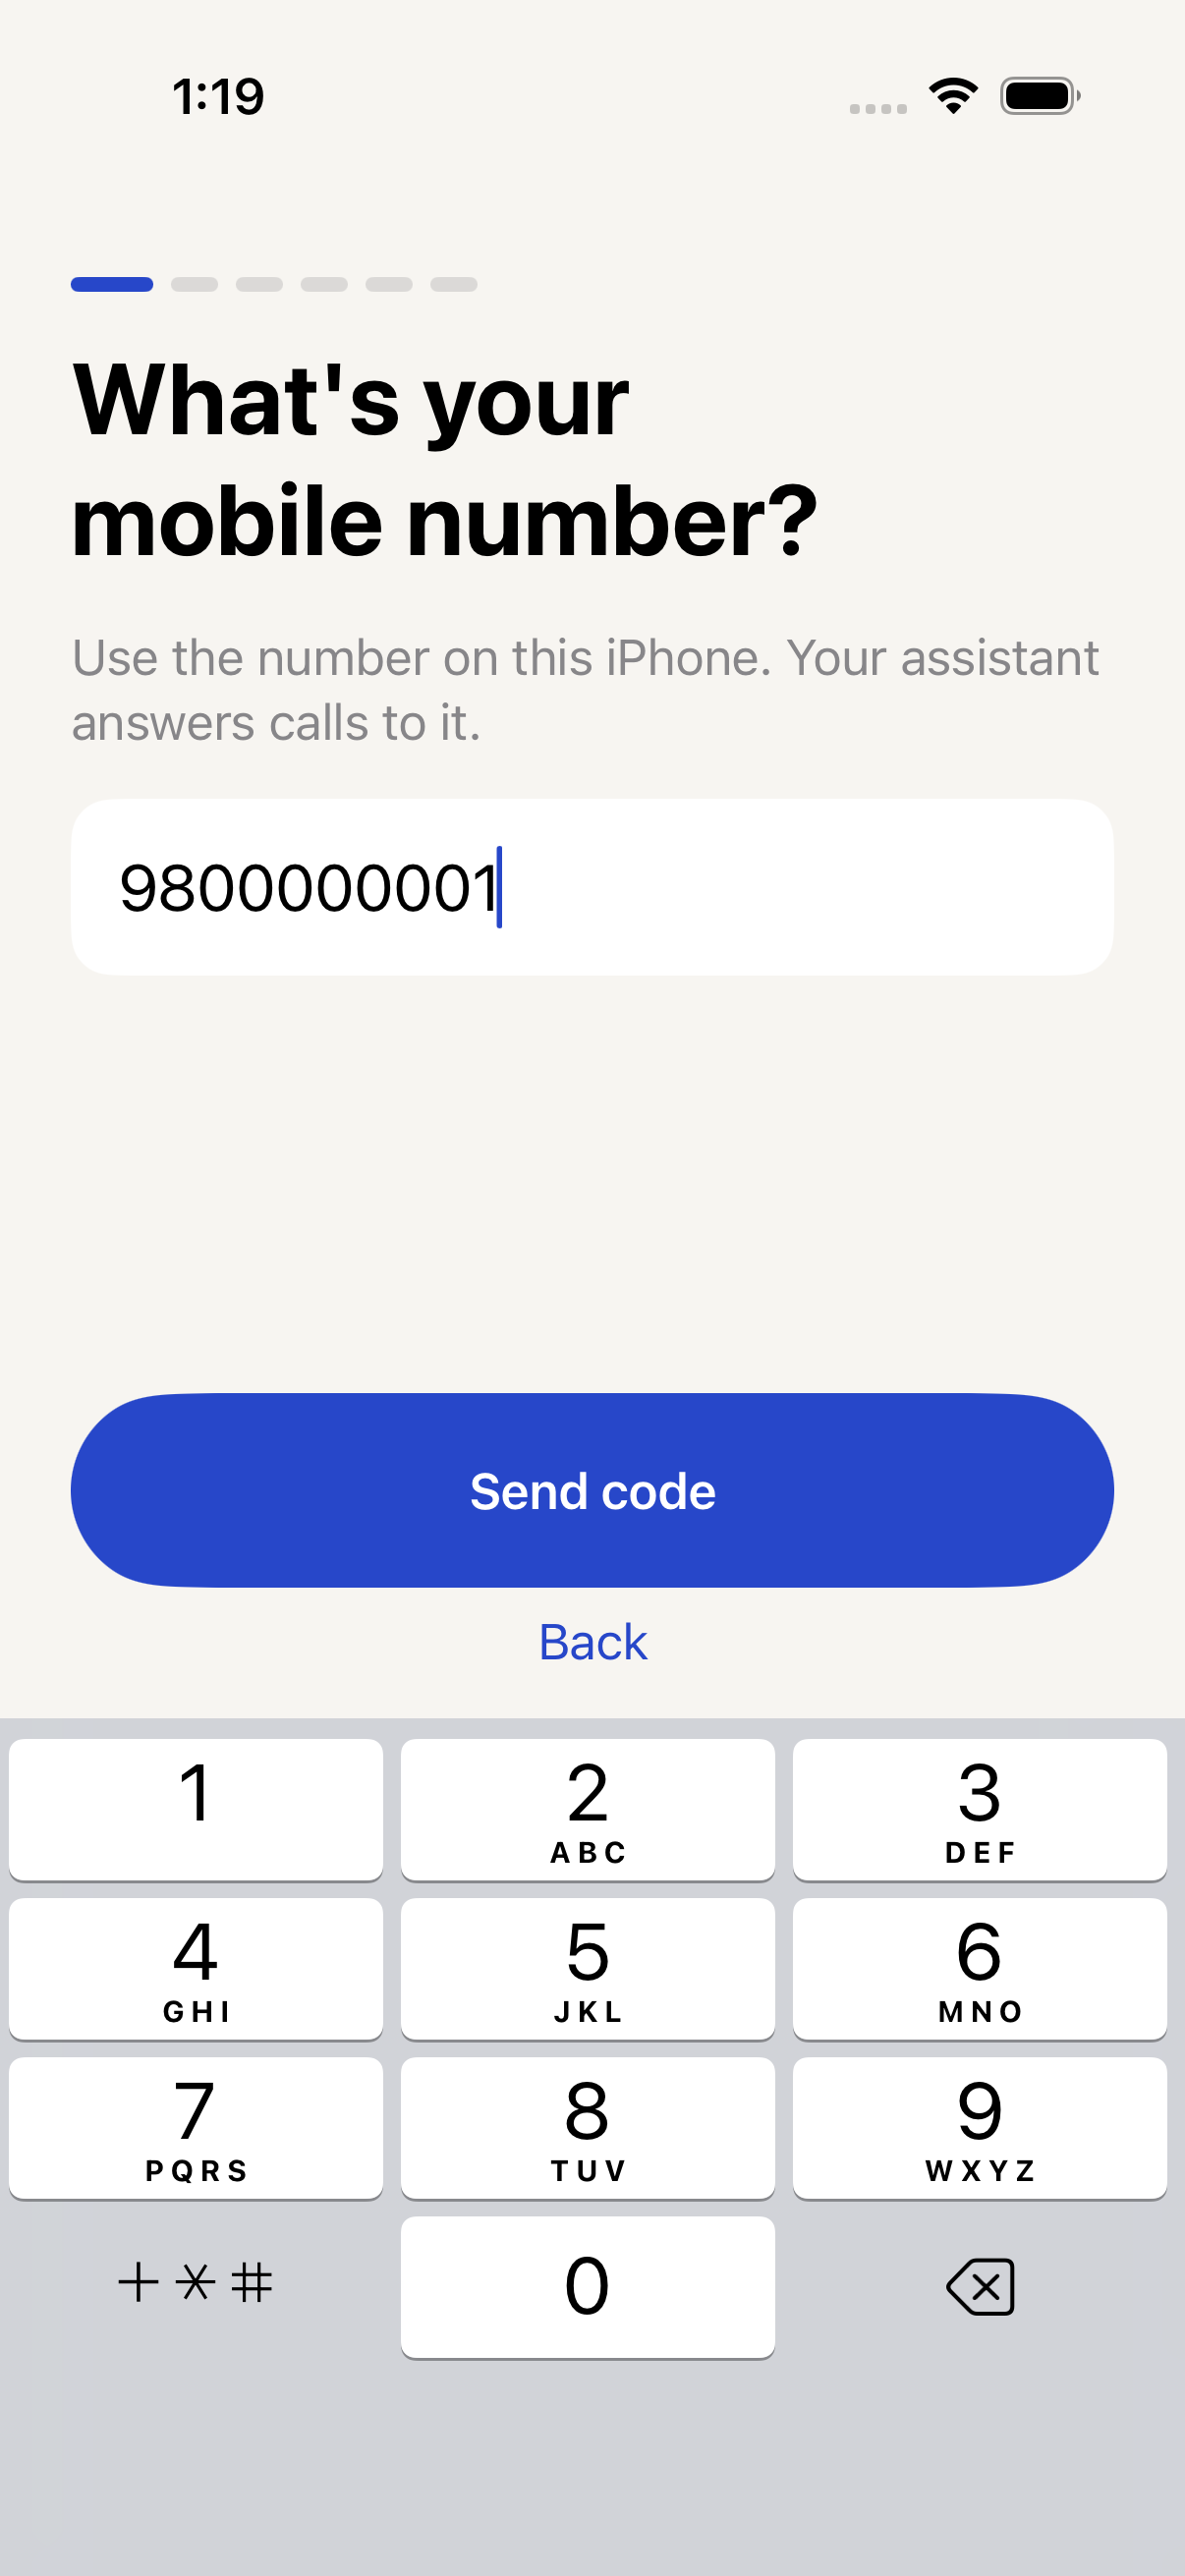 1:19
What's your
mobile number?
Use the number on this iPhone. Your assistant
answers calls to it.
9800000001
Send code
Back
1
2
ABC
3
DEF
4
GHI
5
JKL
6
MNO
7
PQRS
8
TUV
9
WXYZ
+*#
0